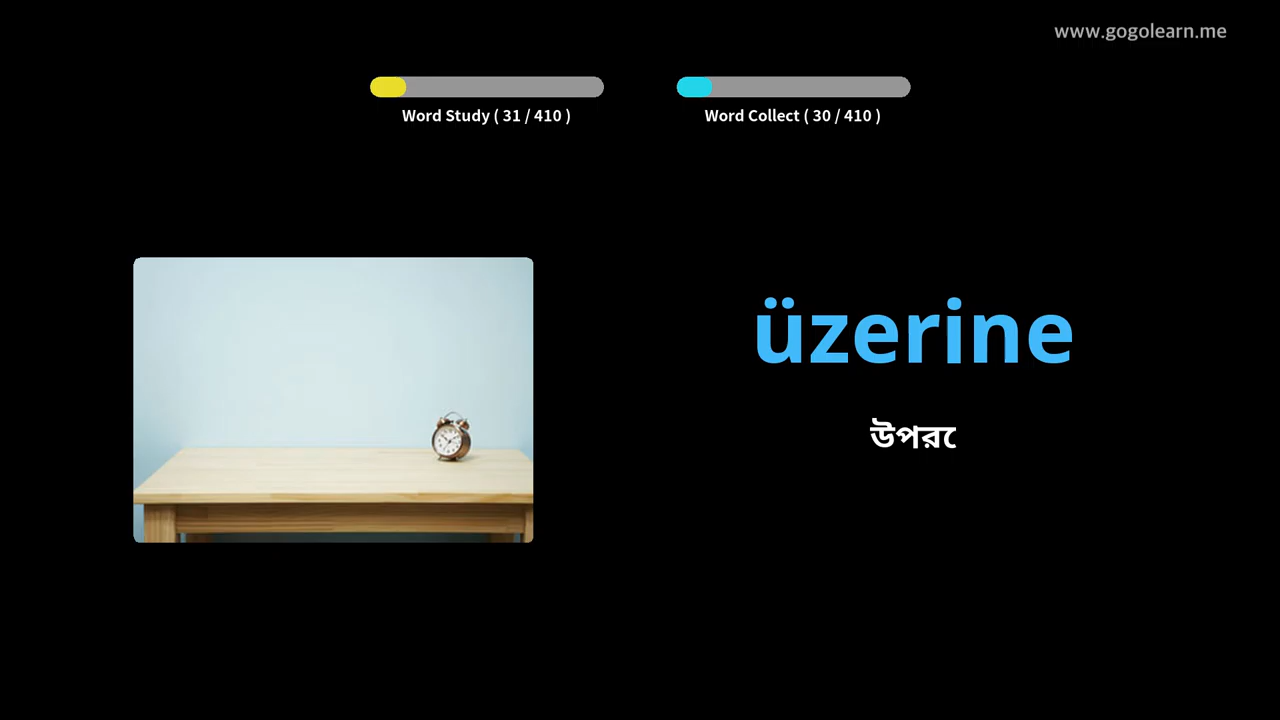 www.gogolearn.me
Word Study ( 31 / 410 )
Word Collect ( 30 / 410 )
üzerine
উপরে